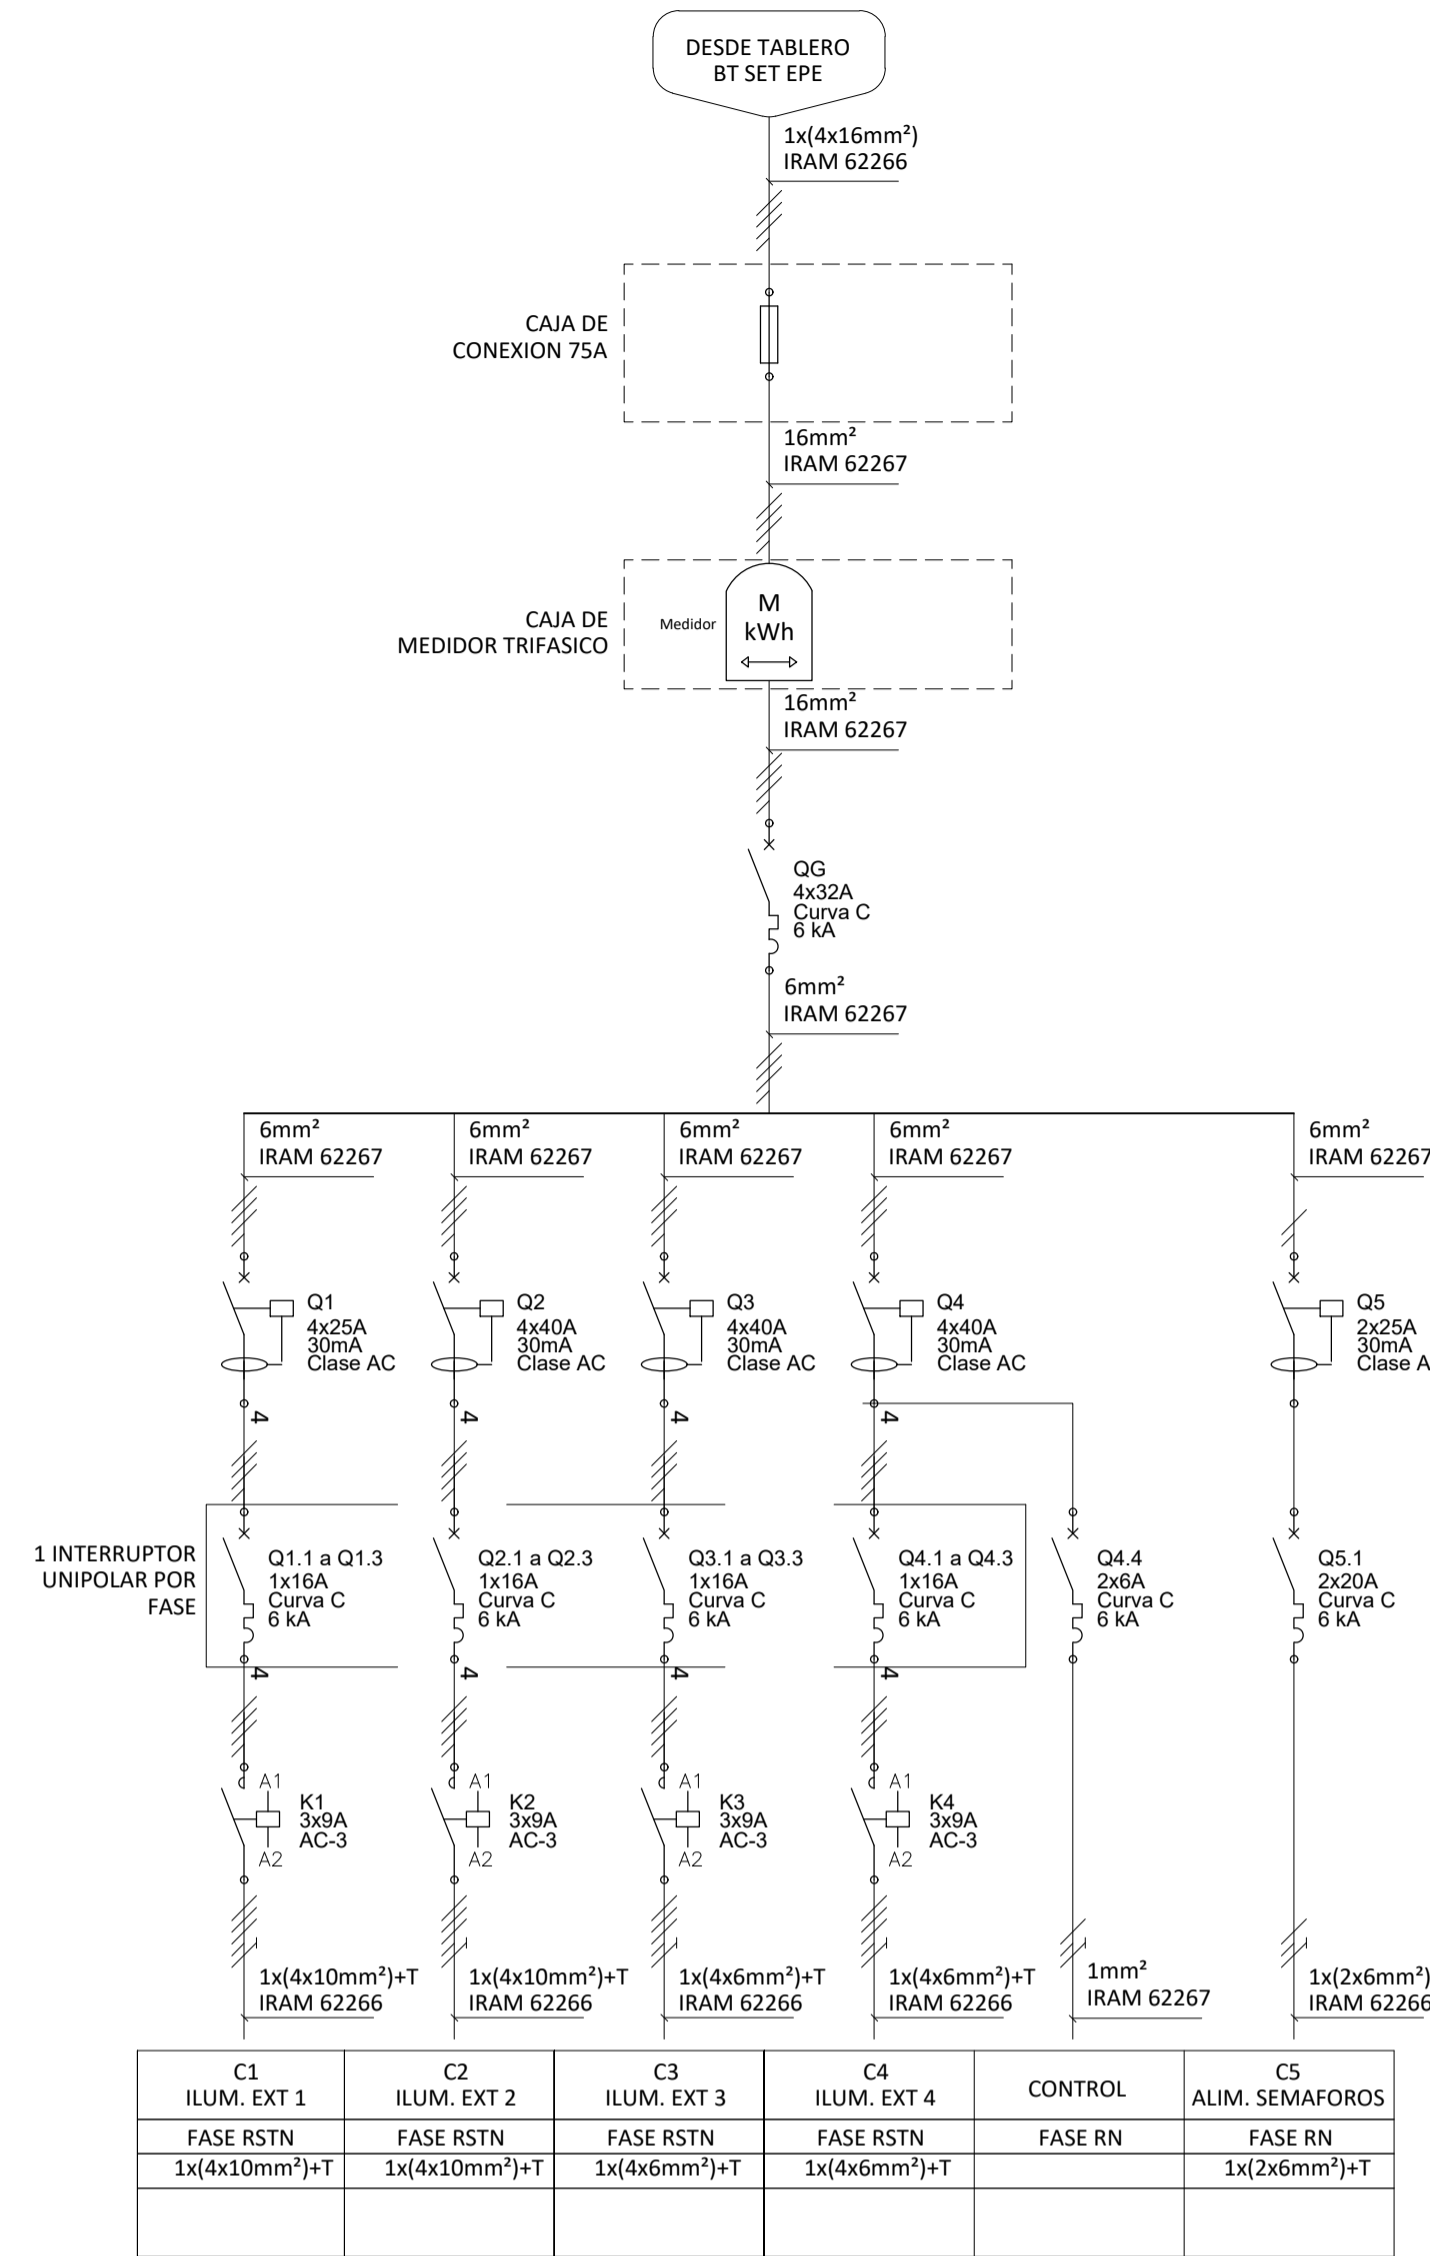 DESDE TABLERO
BT SET EPE
1x(4x16mm²)
IRAM 62266
CAJA DE
CONEXION 75A
16mm²
IRAM 62267
CAJA DE
MEDIDOR TRIFASICO
Medidor
M
kWh
16mm²
IRAM 62267
QG
4x32A
Curva C
6 kA
6mm²
IRAM 62267
6mm²
IRAM 62267
6mm²
IRAM 62267
6mm²
IRAM 62267
6mm²
IRAM 62267
6mm²
IRAM 62267
Q1
4x25A
30mA
Clase AC
Q2
4x40A
30mA
Clase AC
Q3
4x40A
30mA
Clase AC
Q4
4x40A
30mA
Clase AC
Q5
2x25A
30mA
Clase A
4
4
4
4
1 INTERRUPTOR
UNIPOLAR POR
FASE
Q1.1 a Q1.3
1x16A
Curva C
6 kA
Q2.1 a Q2.3
1x16A
Curva C
6 kA
Q3.1 a Q3.3
1x16A
Curva C
6 kA
Q4.1 a Q4.3
1x16A
Curva C
6 kA
Q4.4
2x6A
Curva C
6 kA
Q5.1
2x20A
Curva C
6 kA
4
4
4
4
A1
K1
3x9A
AC-3
A2
A1
K2
3x9A
AC-3
A2
A1
K3
3x9A
AC-3
A2
A1
K4
3x9A
AC-3
A2
1x(4x10mm²)+T
IRAM 62266
1x(4x10mm²)+T
IRAM 62266
1x(4x6mm²)+T
IRAM 62266
1x(4x6mm²)+T
IRAM 62266
1mm²
IRAM 62267
1x(2x6mm²)
IRAM 62266
C1
ILUM. EXT 1
C2
ILUM. EXT 2
C3
ILUM. EXT 3
C4
ILUM. EXT 4
CONTROL
C5
ALIM. SEMAFOROS
FASE RSTN
FASE RSTN
FASE RSTN
FASE RSTN
FASE RN
FASE RN
1x(4x10mm²)+T
1x(4x10mm²)+T
1x(4x6mm²)+T
1x(4x6mm²)+T
1x(2x6mm²)+T